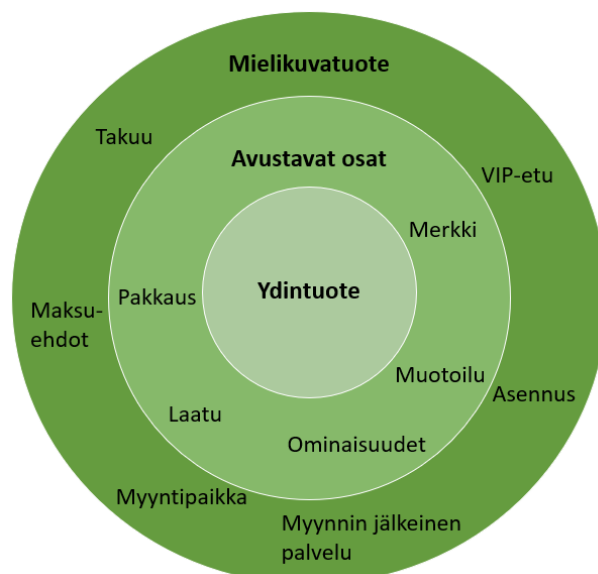 Mielikuvatuote
Takuu
Avustavat osat
VIP-etu
Merkki
Ydintuote
Pakkaus
Maksu-
ehdot
Muotoilu
Asennus
Laatu
Ominaisuudet
Myyntipaikka
Myynnin jälkeinen
palvelu